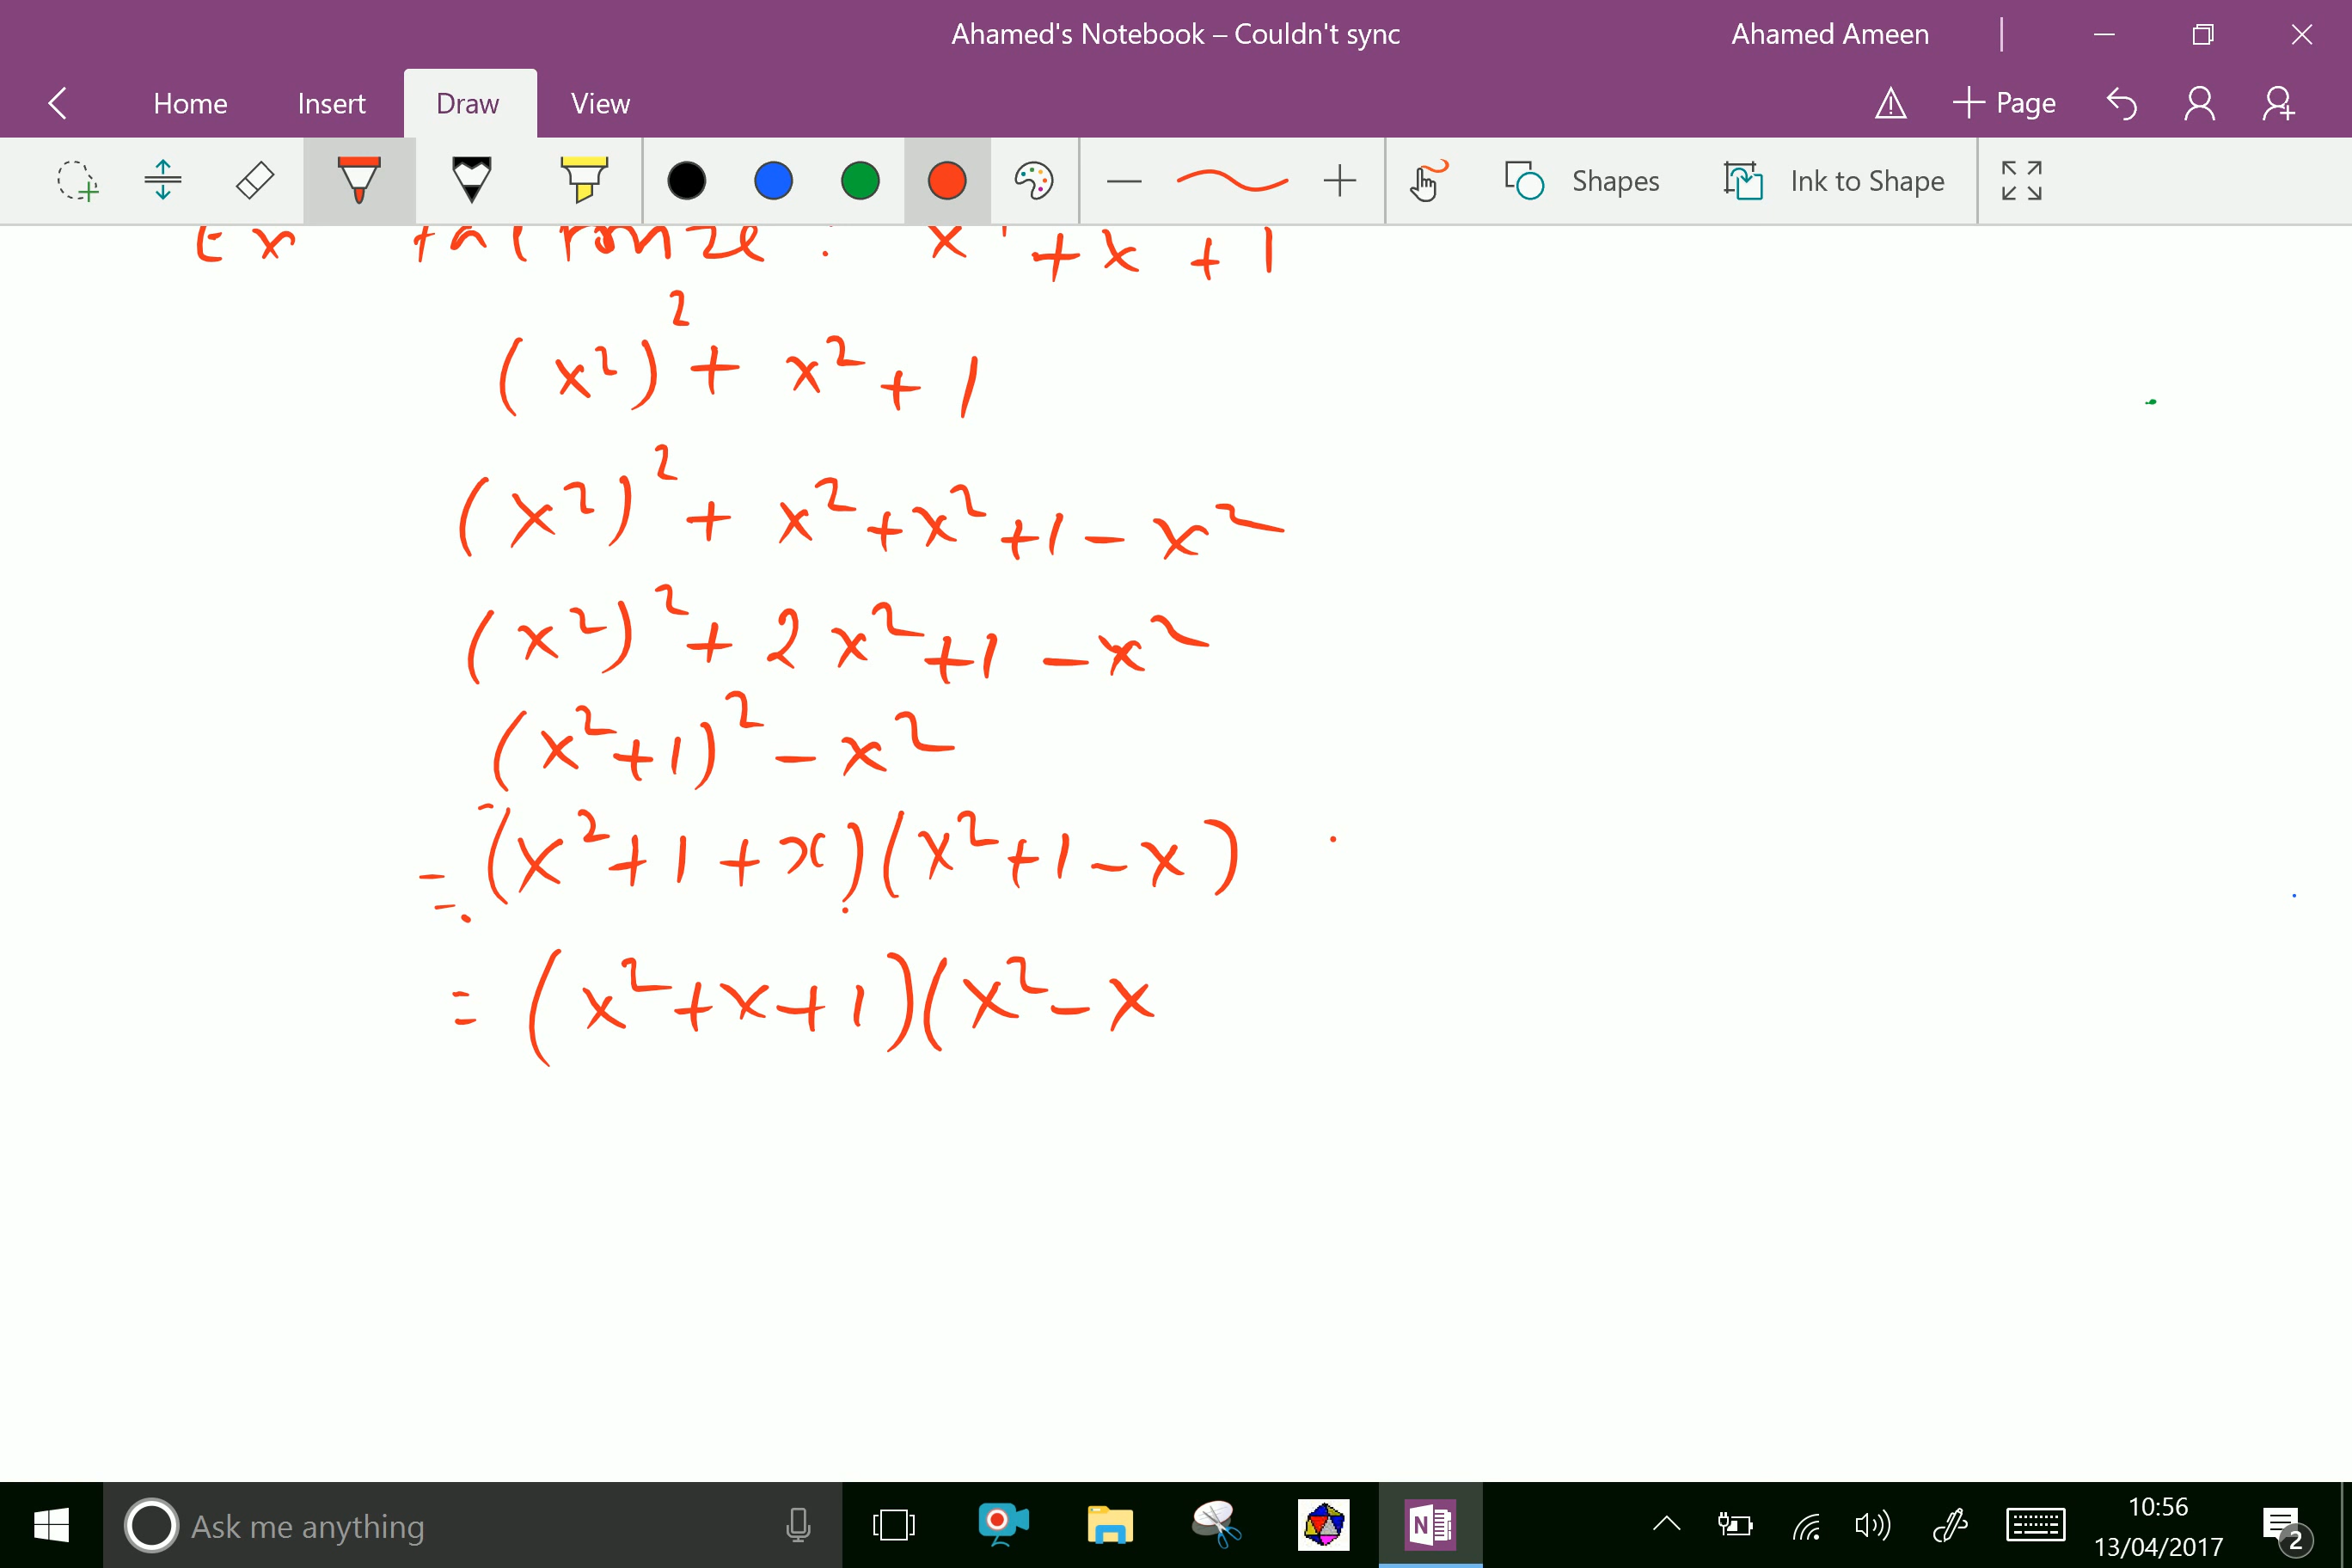 Ahamed's Notebook – Couldn't sync Ahamed Ameen
Home Insert Draw View + Page
Shapes Ink to Shape
Ex : x + x + 1
(x²)² + x² + 1
(x²)² + x² + x² + 1 − x²
(x²)² + 2x² + 1 − x²
(x² + 1)² − x²
= (x² + 1 + x)(x² + 1 − x)
= (x² + x + 1)(x² − x
Ask me anything N 10:56
13/04/2017 2